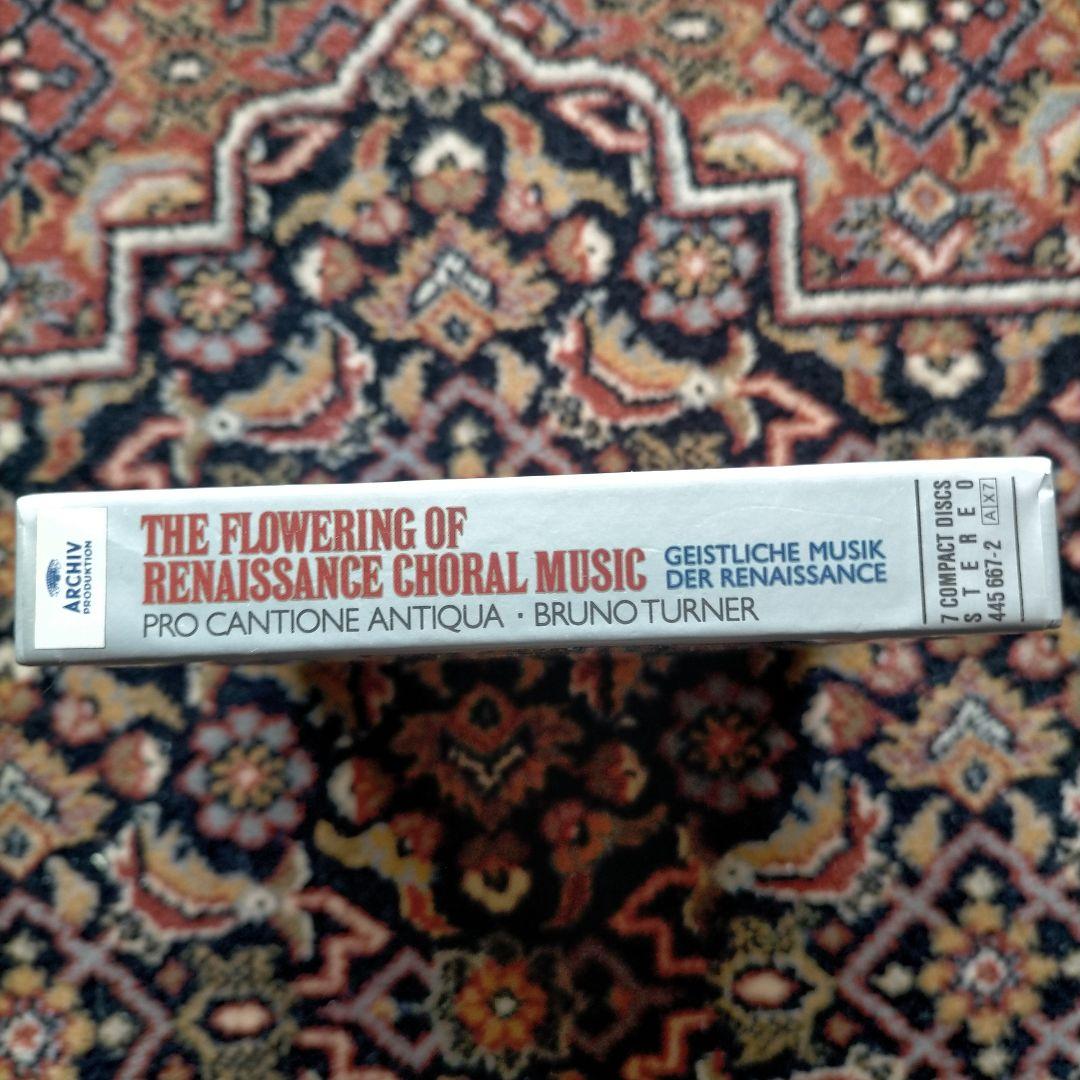 ARCHIV
PRODUKTION
THE FLOWERING OF
RENAISSANCE CHORAL MUSIC
PRO CANTIONE ANTIQUA · BRUNO TURNER
GEISTLICHE MUSIK
DER RENAISSANCE
7 COMPACT DISCS
STEREO
445 667-2 A X 7